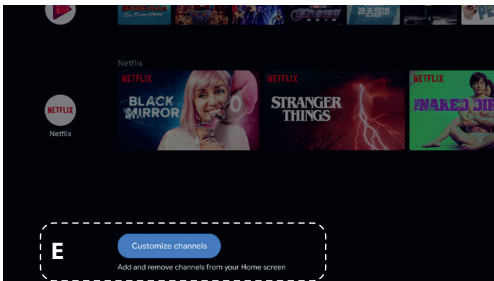 Netflix
NETFLIX
BLACK
MIRROR
NETFLIX
STRANGER
THINGS
NETFLIX
NETFLIX
Netflix
E
Customize channels
Add and remove channels from your Home screen